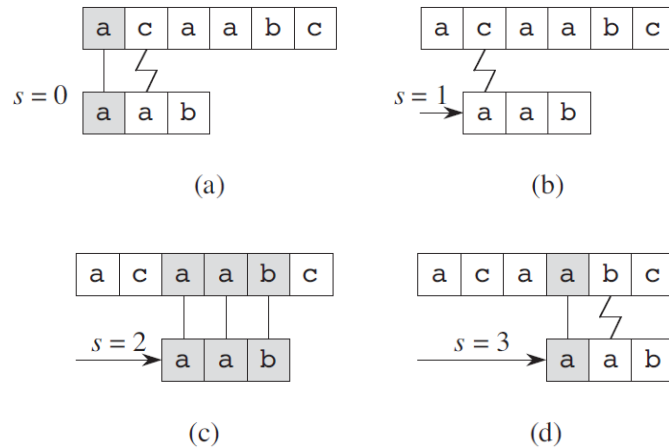 a c a a b c
a c a a b c
s = 0
s = 1
a a b
a a b
(a)
(b)
a c a a b c
a c a a b c
s = 2
s = 3
a a b
a a b
(c)
(d)